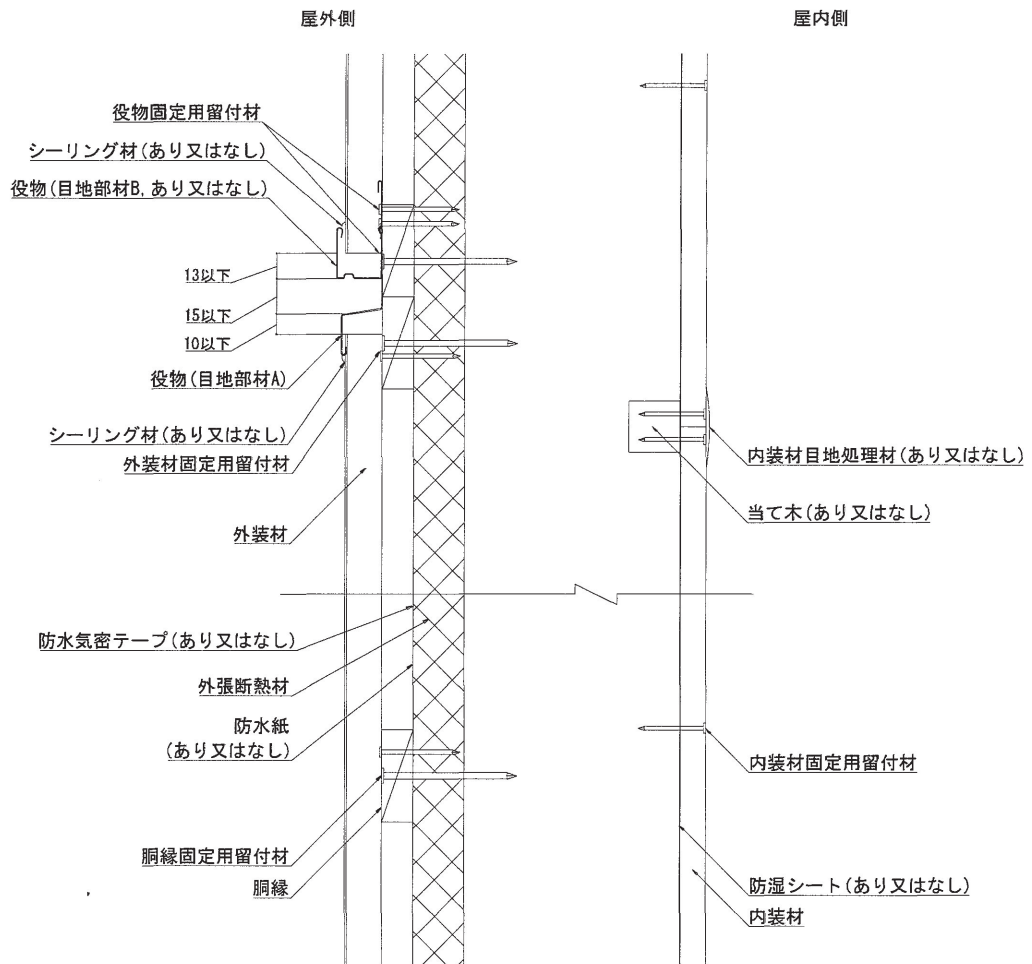 屋外側
屋内側
役物固定用留付材
シーリング材(あり又はなし)
役物(目地部材B,あり又はなし)
13以下
15以下
10以下
役物(目地部材A)
シーリング材(あり又はなし)
外装材固定用留付材
外装材
防水気密テープ(あり又はなし)
外張断熱材
防水紙
(あり又はなし)
胴縁固定用留付材
胴縁
内装材目地処理材(あり又はなし)
当て木(あり又はなし)
内装材固定用留付材
防湿シート(あり又はなし)
内装材